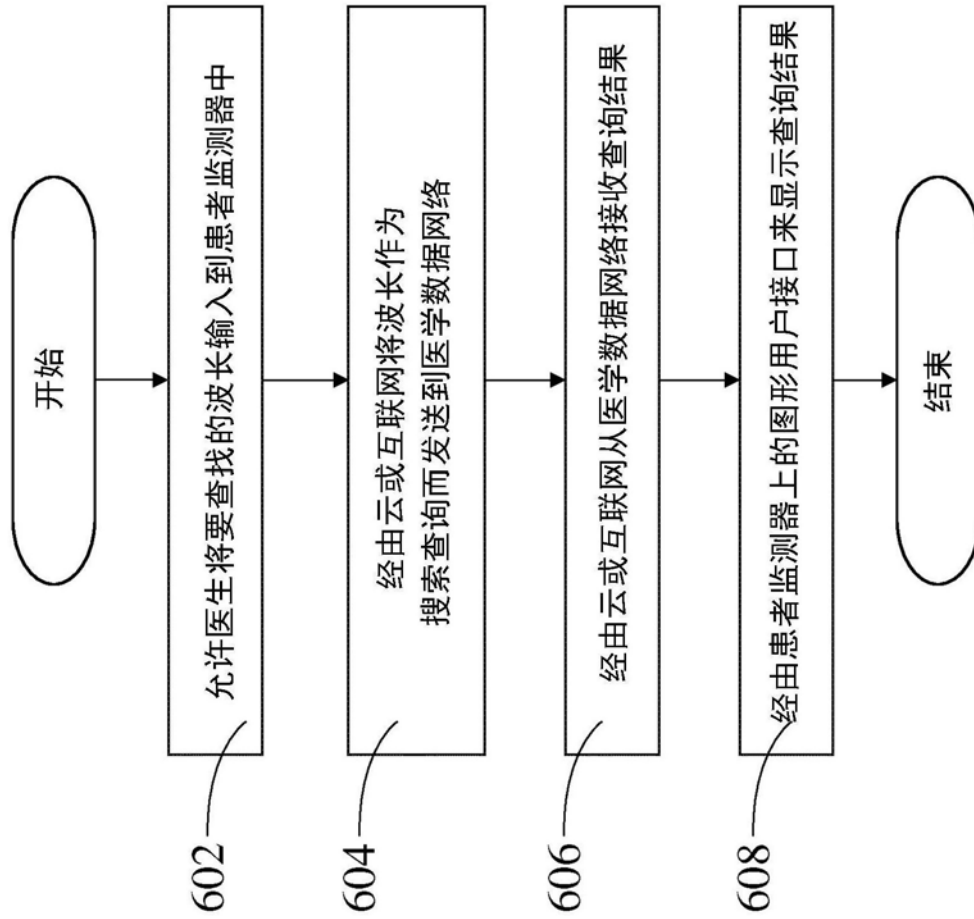 开始
602
允许医生将要查找的波长输入到患者监测器中
604
经由云或互联网将波长作为
搜索查询而发送到医学数据网络
606
经由云或互联网从医学数据网络接收查询结果
608
经由患者监测器上的图形用户接口来显示查询结果
结束